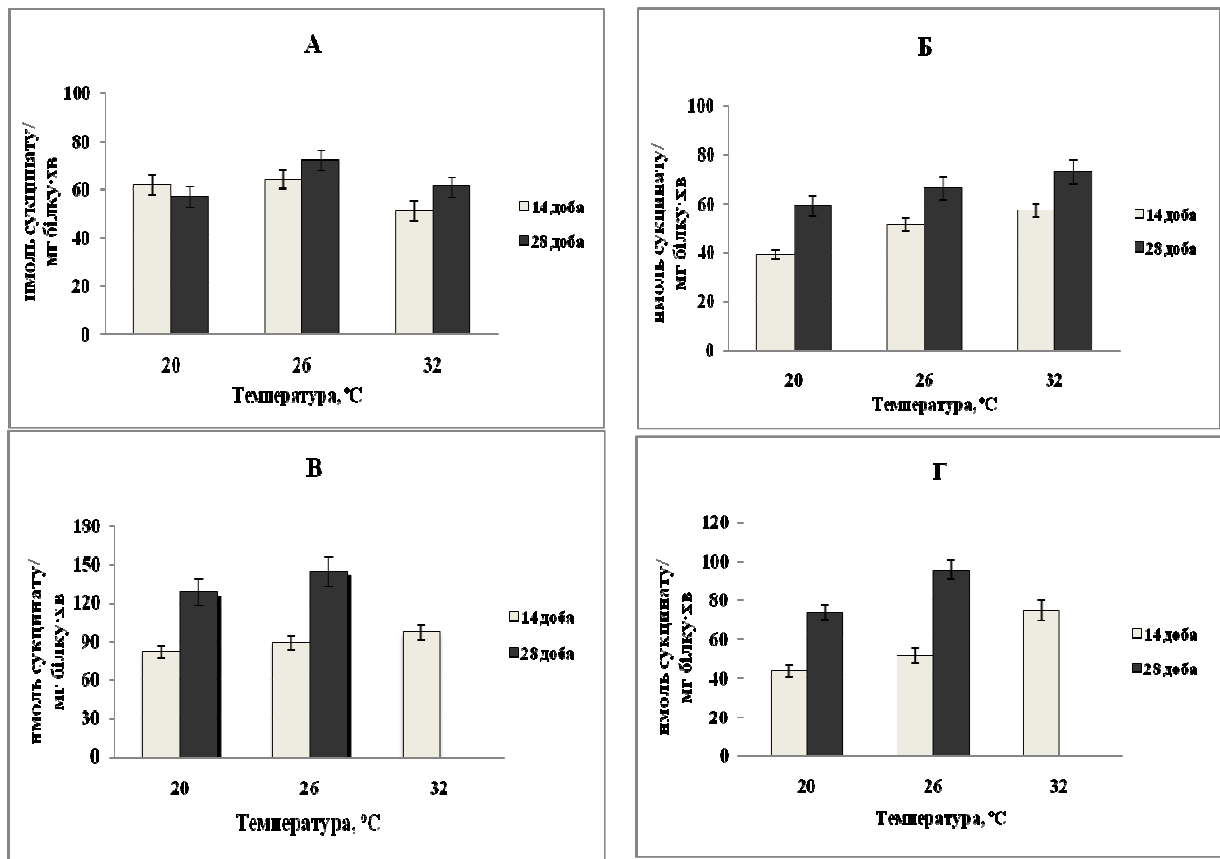 А
нмоль сукцинату/
мг білку·хв
100
80
60
40
20
0
20 26 32
Температура, °С
14 доба
28 доба
Б
нмоль сукцинату/
мг білку·хв
100
80
60
40
20
0
20 26 32
Температура, °С
14 доба
28 доба
В
нмоль сукцинату/
мг білку·хв
180
150
120
90
60
30
0
20 26 32
Температура, °С
14 доба
28 доба
Г
нмоль сукцинату/
мг білку·хв
120
100
80
60
40
20
0
20 26 32
Температура, °С
14 доба
28 доба